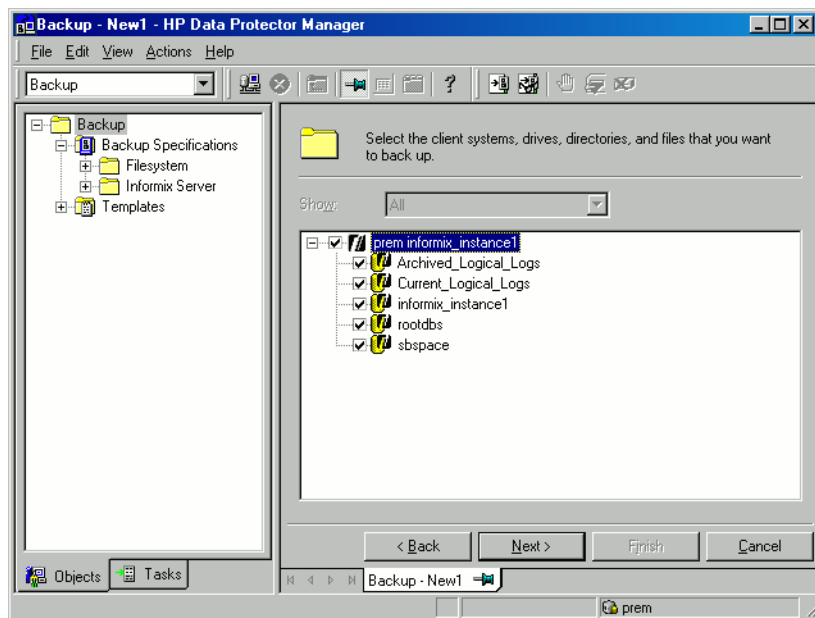 Backup - New1 - HP Data Protector Manager
File Edit View Actions Help
Backup
Backup
Backup Specifications
Filesystem
Informix Server
Templates
Select the client systems, drives, directories, and files that you want
to back up.
Show: All
prem informix_instance1
Archived_Logical_Logs
Current_Logical_Logs
informix_instance1
rootdbs
sbspace
< Back Next > Finish Cancel
Objects Tasks
Backup - New1
prem